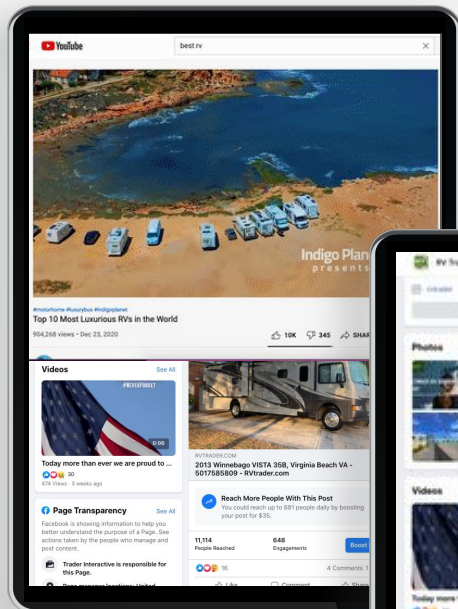 YouTube
best rv
Indigo Plan
presents
#motorhome #luxurybus #indigoplanet
Top 10 Most Luxurious RVs in the World
904,268 views • Dec 23, 2020
10K
345
SHAR
Videos
See All
#NEVERFORGET
0:06
Today more than ever we are proud to ...
30
474 Views · 3 weeks ago
Page Transparency
See All
Facebook is showing information to help you
better understand the purpose of a Page. See
actions taken by the people who manage and
post content.
Trader Interactive is responsible for
this Page.
RVTRADER.COM
2013 Winnebago VISTA 35B, Virginia Beach VA -
5017585809 - RVtrader.com
Reach More People With This Post
You could reach up to 881 people daily by boosting
your post for $35.
11,114
People Reached
648
Engagements
Boost
16
4 Comments 1
Like
Comment
Share
Photos
Videos